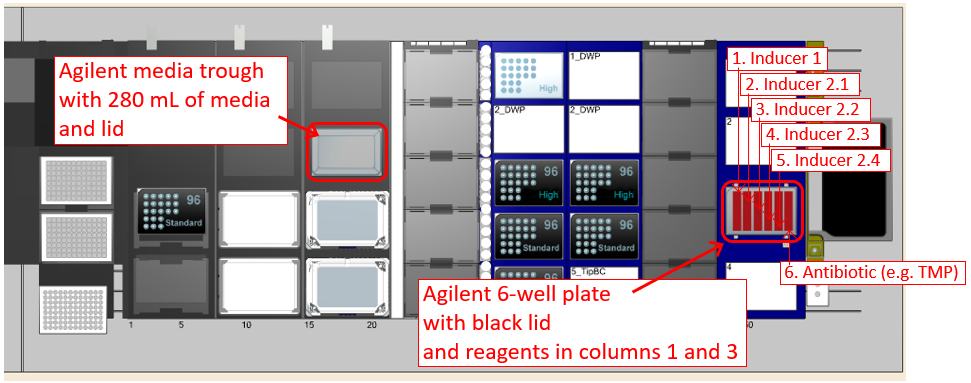 Agilent media trough
with 280 mL of media
and lid
1. Inducer 1
2. Inducer 2.1
3. Inducer 2.2
4. Inducer 2.3
5. Inducer 2.4
6. Antibiotic (e.g. TMP)
Agilent 6-well plate
with black lid
and reagents in columns 1 and 3
1_DWP
High
2_DWP
2_DWP
2
96
Standard
96
High
96
High
96
96
5_TipBC
4
1
5
10
15
20